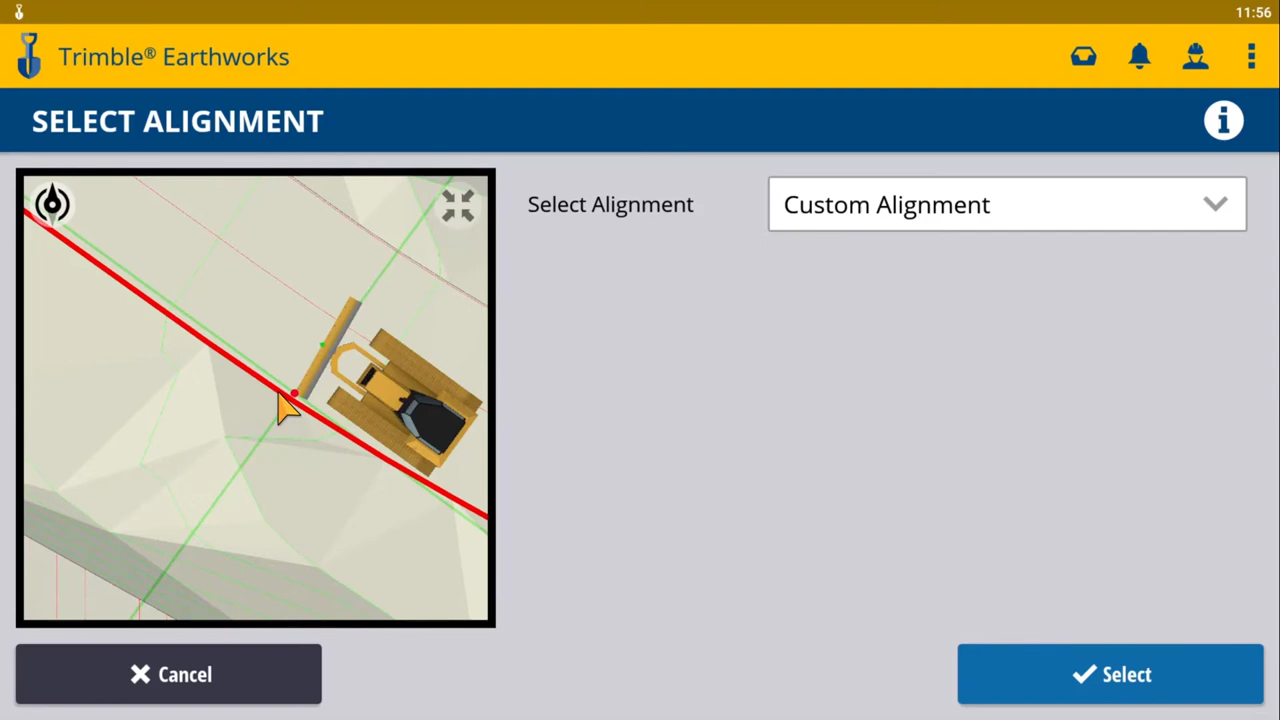 11:56
Trimble® Earthworks
SELECT ALIGNMENT
Select Alignment
Custom Alignment
Cancel
Select